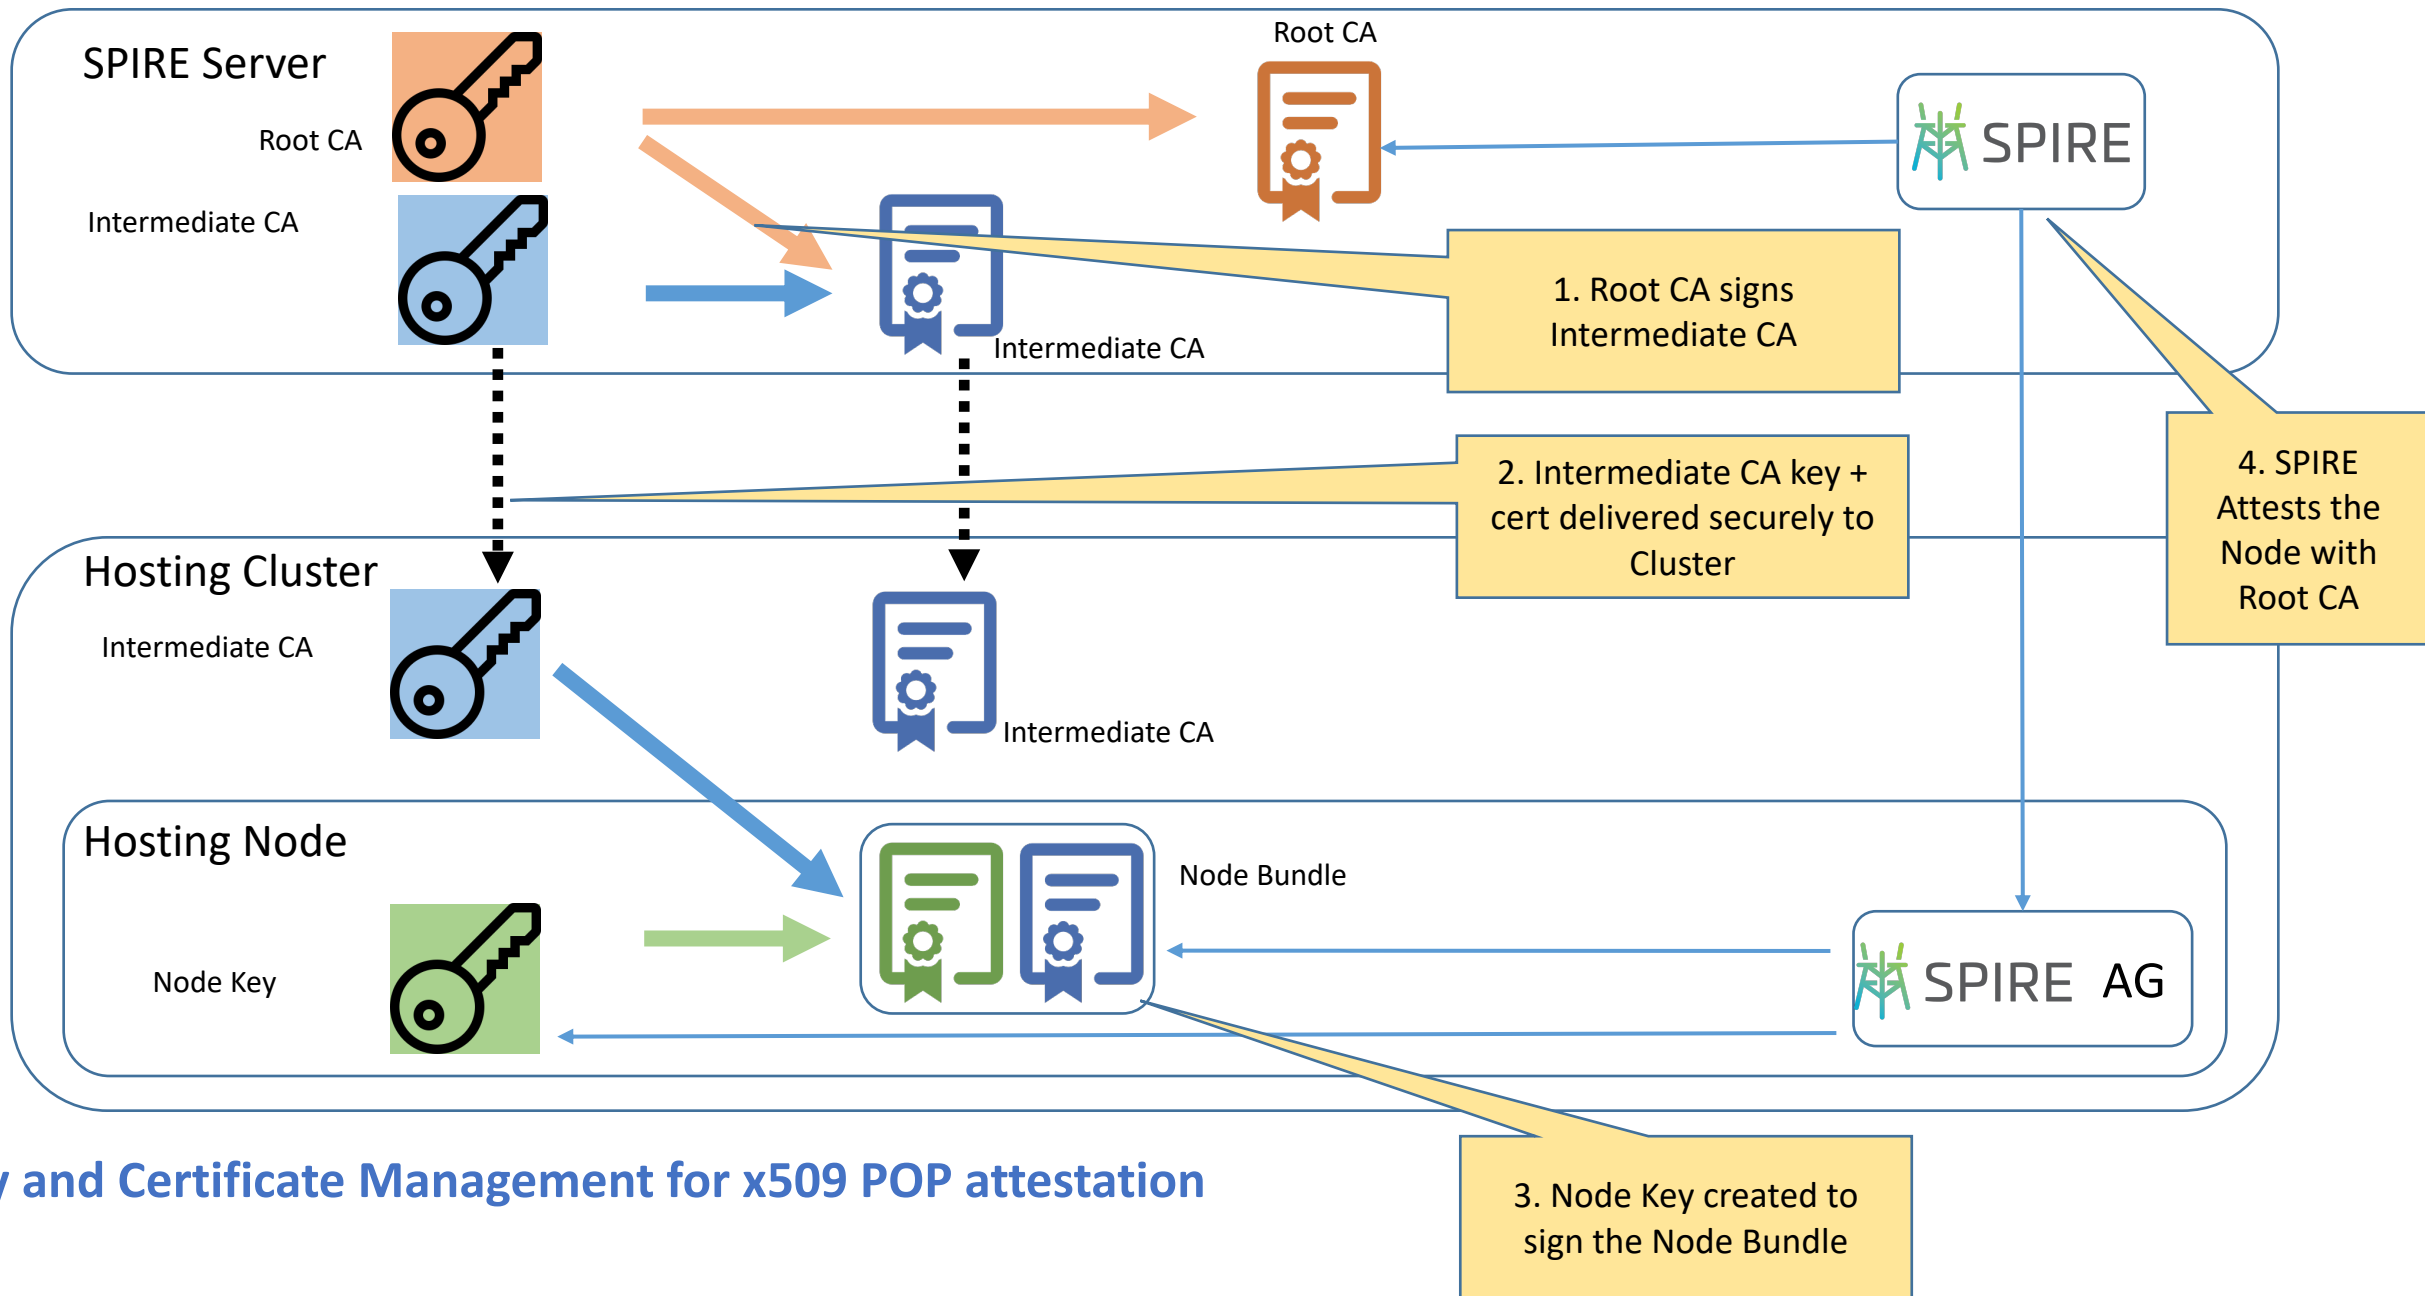 Root CA
SPIRE Server
Root CA
SPIRE
Intermediate CA
Intermediate CA
1. Root CA signs
Intermediate CA
2. Intermediate CA key +
cert delivered securely to
Cluster
4. SPIRE
Attests the
Node with
Root CA
Hosting Cluster
Intermediate CA
Intermediate CA
Hosting Node
Node Bundle
Node Key
SPIRE AG
and Certificate Management for x509 POP attestation
3. Node Key created to
sign the Node Bundle